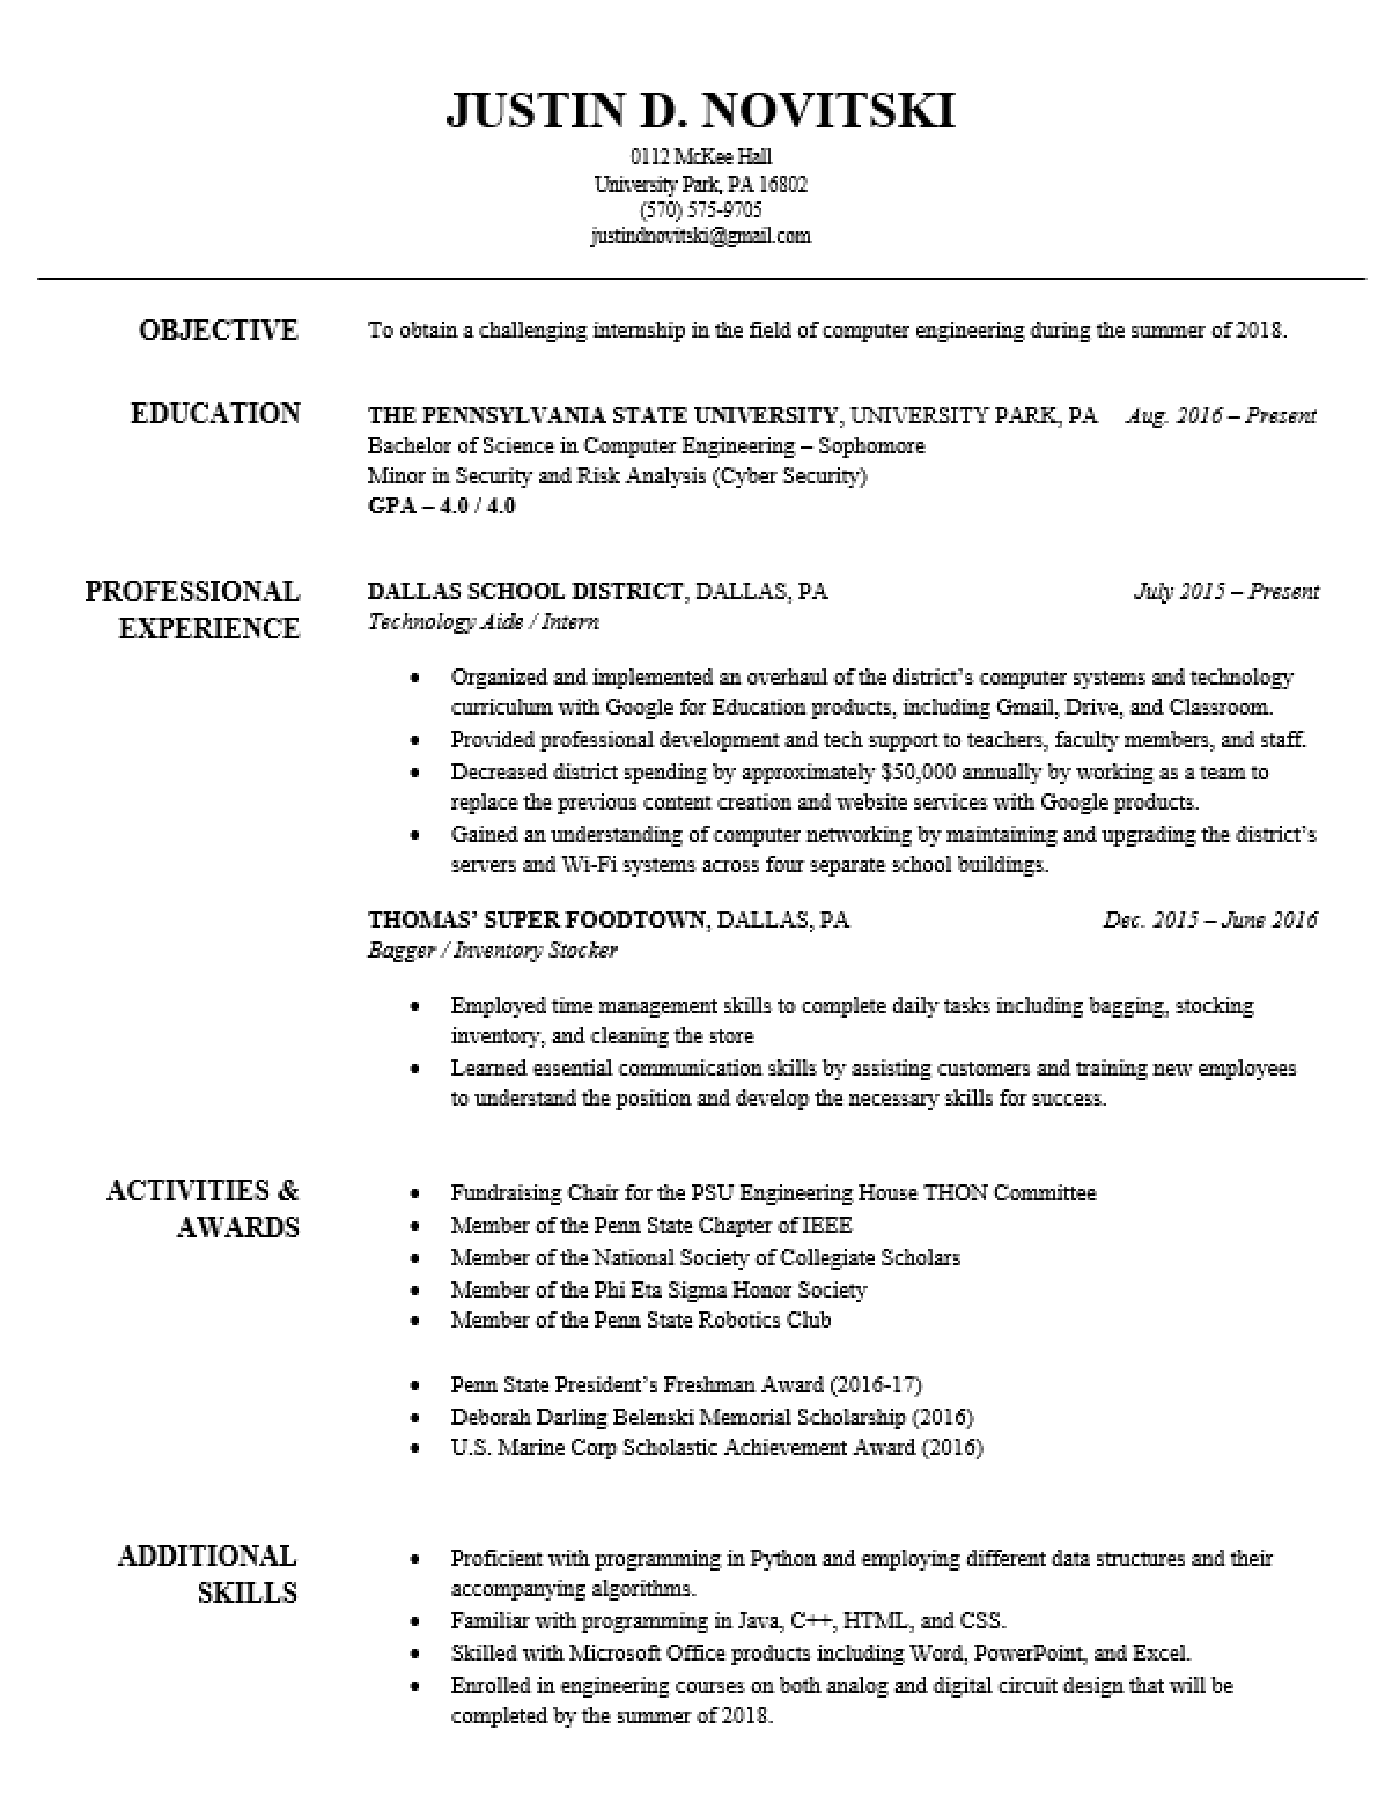 JUSTIN D. NOVITSKI
0112 McKee Hall
University Park, PA 16802
(570) 575-9705
justindnovitski@gmail.com
OBJECTIVE
To obtain a challenging internship in the field of computer engineering during the summer of 2018.
EDUCATION
THE PENNSYLVANIA STATE UNIVERSITY, UNIVERSITY PARK, PA Aug. 2016 – Present
Bachelor of Science in Computer Engineering – Sophomore
Minor in Security and Risk Analysis (Cyber Security)
GPA – 4.0 / 4.0
PROFESSIONAL
EXPERIENCE
DALLAS SCHOOL DISTRICT, DALLAS, PA July 2015 – Present
Technology Aide / Intern
• Organized and implemented an overhaul of the district’s computer systems and technology
curriculum with Google for Education products, including Gmail, Drive, and Classroom.
• Provided professional development and tech support to teachers, faculty members, and staff.
• Decreased district spending by approximately $50,000 annually by working as a team to
replace the previous content creation and website services with Google products.
• Gained an understanding of computer networking by maintaining and upgrading the district’s
servers and Wi-Fi systems across four separate school buildings.
THOMAS’ SUPER FOODTOWN, DALLAS, PA Dec. 2015 – June 2016
Bagger / Inventory Stocker
• Employed time management skills to complete daily tasks including bagging, stocking
inventory, and cleaning the store
• Learned essential communication skills by assisting customers and training new employees
to understand the position and develop the necessary skills for success.
ACTIVITIES &
AWARDS
• Fundraising Chair for the PSU Engineering House THON Committee
• Member of the Penn State Chapter of IEEE
• Member of the National Society of Collegiate Scholars
• Member of the Phi Eta Sigma Honor Society
• Member of the Penn State Robotics Club
• Penn State President’s Freshman Award (2016-17)
• Deborah Darling Belenski Memorial Scholarship (2016)
• U.S. Marine Corp Scholastic Achievement Award (2016)
ADDITIONAL
SKILLS
• Proficient with programming in Python and employing different data structures and their
accompanying algorithms.
• Familiar with programming in Java, C++, HTML, and CSS.
• Skilled with Microsoft Office products including Word, PowerPoint, and Excel.
• Enrolled in engineering courses on both analog and digital circuit design that will be
completed by the summer of 2018.